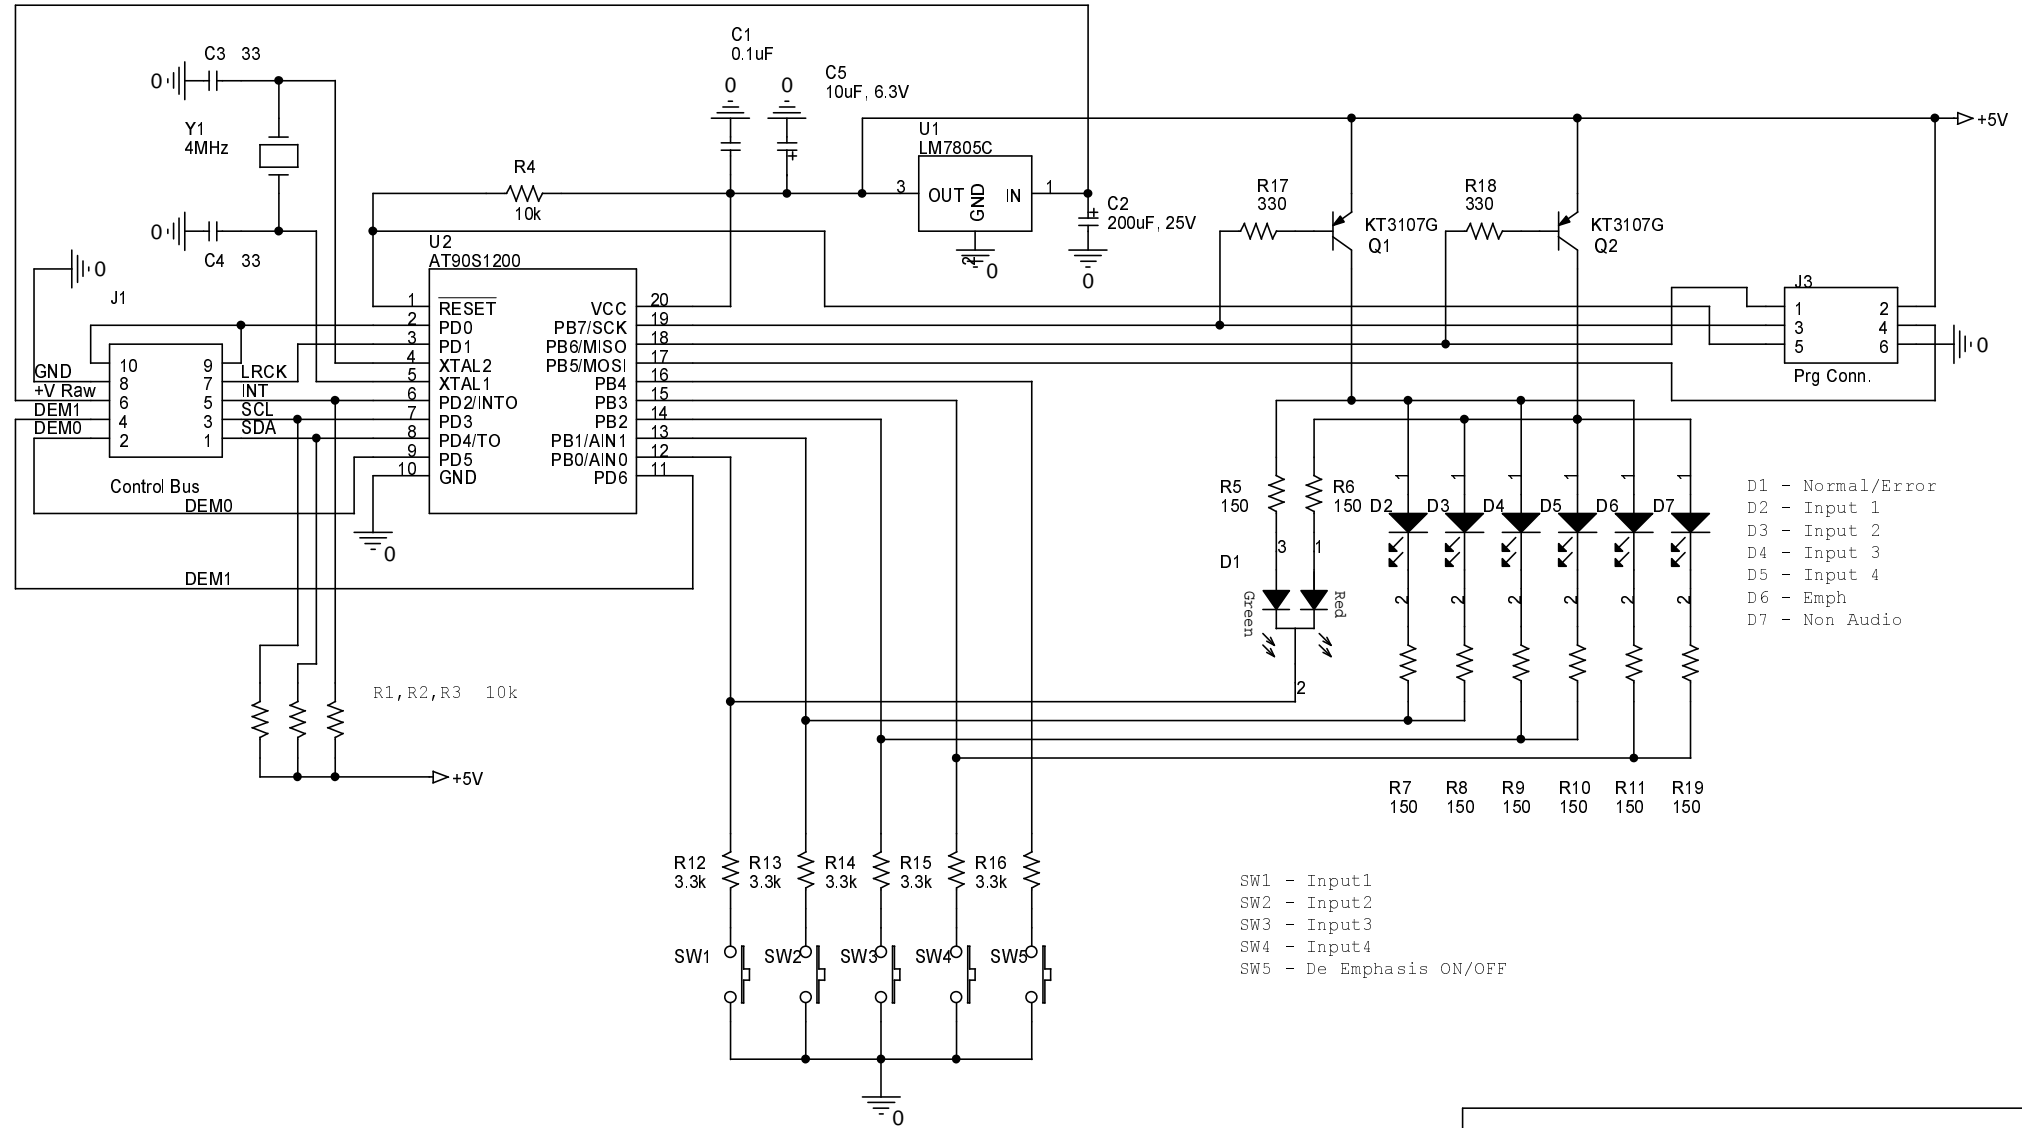 C3 33
0
Y1
4MHz
0
C4 33
0
J1
C1
0.1uF
0
0
C5
10uF, 6.3V
R4
10k
U1
LM7805C
3 OUT GND IN 1
2
0
C2
200uF, 25V
0
+5V
R17
330
KT3107G
Q1
R18
330
KT3107G
Q2
J3
1 2
3 4
5 6
0
Prg Conn.
U2
AT90S1200
1 RESET VCC 20
2 PD0 PB7/SCK 19
3 PD1 PB6/MISO 18
4 XTAL2 PB5/MOSI 17
5 XTAL1 PB4 16
6 PD2/INTO PB3 15
7 PD3 PB2 14
8 PD4/TO PB1/AIN1 13
9 PD5 PB0/AIN0 12
10 GND PD6 11
0
10 9
GND 8 7 LRCK
+V Raw 6 5 INT
DEM1 4 3 SCL
DEM0 2 1 SDA
Control Bus
DEM0
DEM1
R1,R2,R3 10k
+5V
R5
150
R6
150
D2 D3 D4 D5 D6 D7
1 1 1 1 1 1
3 1
D1
Green
Red
2
2 2 2 2 2 2
D1 - Normal/Error
D2 - Input 1
D3 - Input 2
D4 - Input 3
D5 - Input 4
D6 - Emph
D7 - Non Audio
R7 R8 R9 R10 R11 R19
150 150 150 150 150 150
R12 R13 R14 R15 R16
3.3k 3.3k 3.3k 3.3k 3.3k
SW1 SW2 SW3 SW4 SW5
SW1 - Input1
SW2 - Input2
SW3 - Input3
SW4 - Input4
SW5 - De Emphasis ON/OFF
0